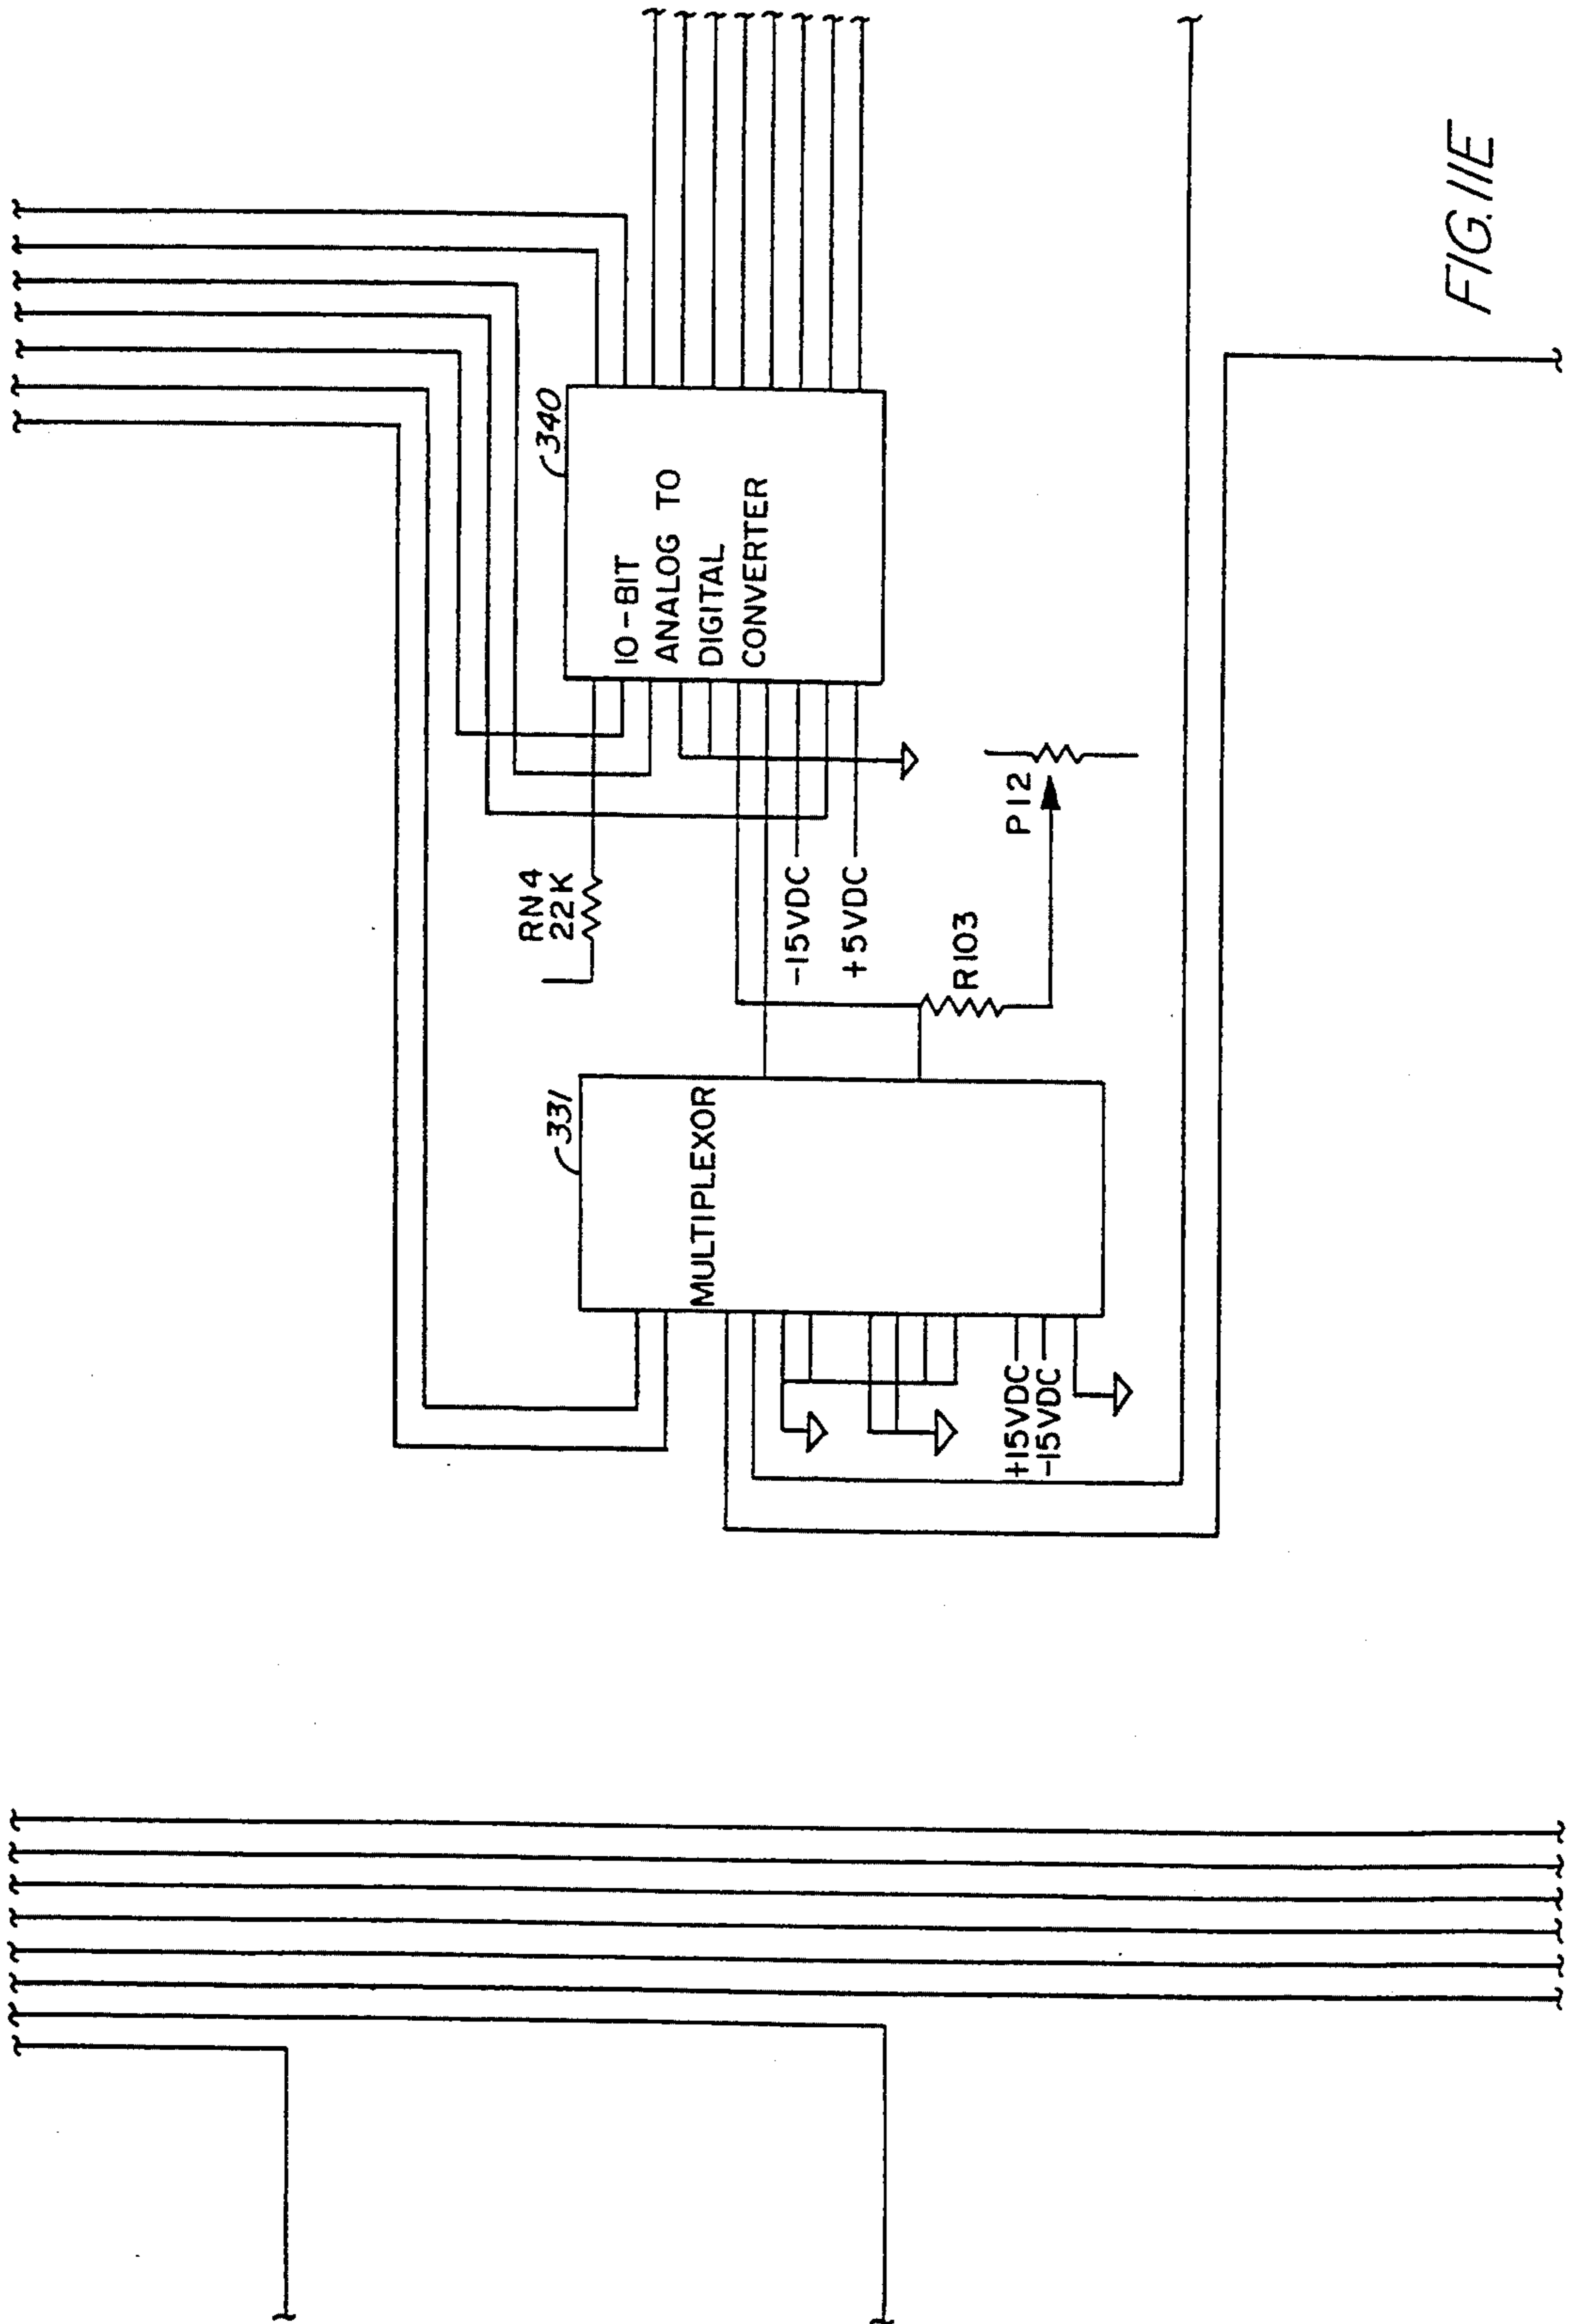 331
MULTIPLEXOR
+15VDC
-15VDC
RN4
22K
-15VDC
+5VDC
R103
P12
340
10-BIT
ANALOG TO
DIGITAL
CONVERTER
FIG. 11E